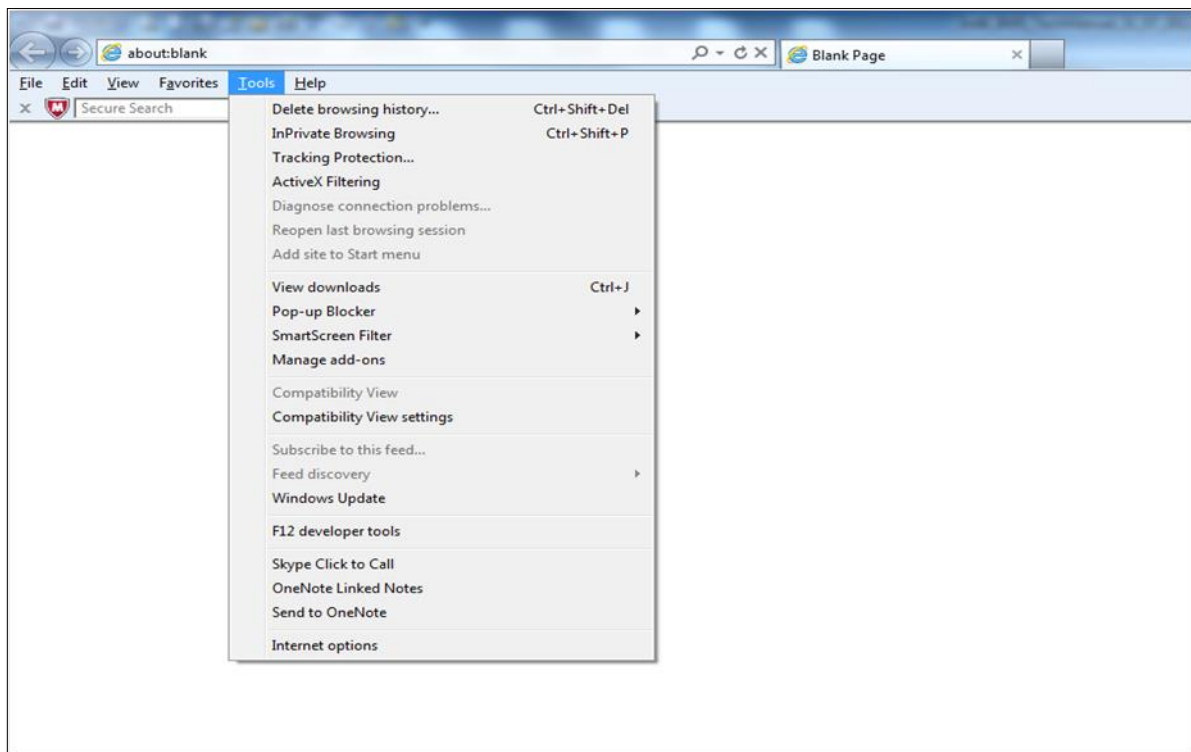 about:blank
Blank Page
File Edit View Favorites Tools Help
Secure Search
Delete browsing history... Ctrl+Shift+Del
InPrivate Browsing Ctrl+Shift+P
Tracking Protection...
ActiveX Filtering
Diagnose connection problems...
Reopen last browsing session
Add site to Start menu
View downloads Ctrl+J
Pop-up Blocker
SmartScreen Filter
Manage add-ons
Compatibility View
Compatibility View settings
Subscribe to this feed...
Feed discovery
Windows Update
F12 developer tools
Skype Click to Call
OneNote Linked Notes
Send to OneNote
Internet options